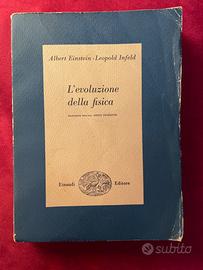 Albert Einstein · Leopold Infeld
L'evoluzione
della fisica
Einaudi Editore
subito